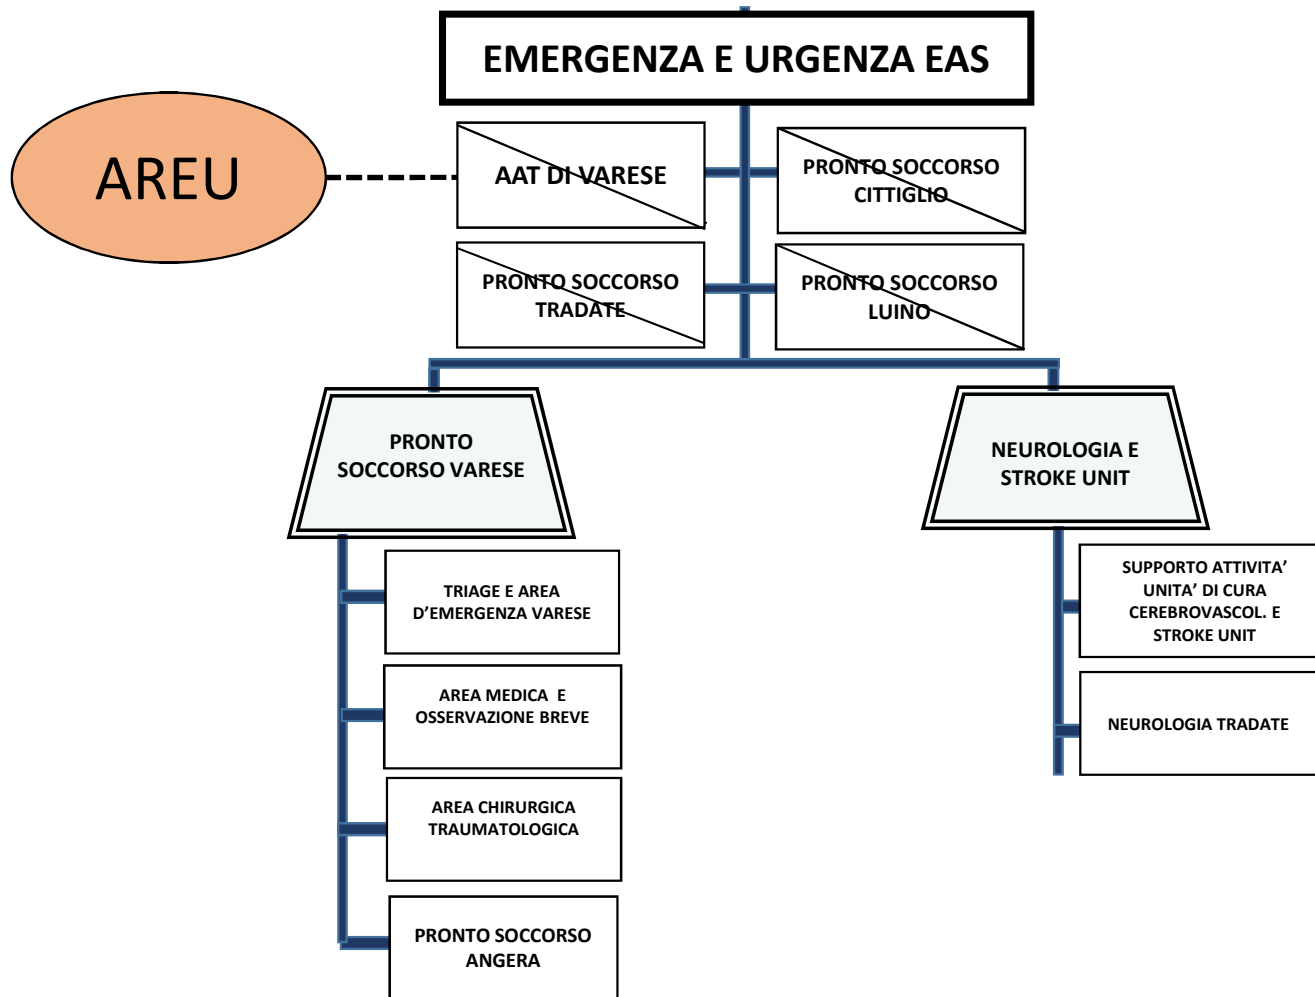 EMERGENZA E URGENZA EAS
AREU
AAT DI VARESE
PRONTO SOCCORSO
CITTIGLIO
PRONTO SOCCORSO
TRADATE
PRONTO SOCCORSO
LUINO
PRONTO
SOCCORSO VARESE
NEUROLOGIA E
STROKE UNIT
TRIAGE E AREA
D'EMERGENZA VARESE
AREA MEDICA E
OSSERVAZIONE BREVE
AREA CHIRURGICA
TRAUMATOLOGICA
PRONTO SOCCORSO
ANGERA
SUPPORTO ATTIVITA’
UNITA’ DI CURA
CEREBROVASCOL. E
STROKE UNIT
NEUROLOGIA TRADATE